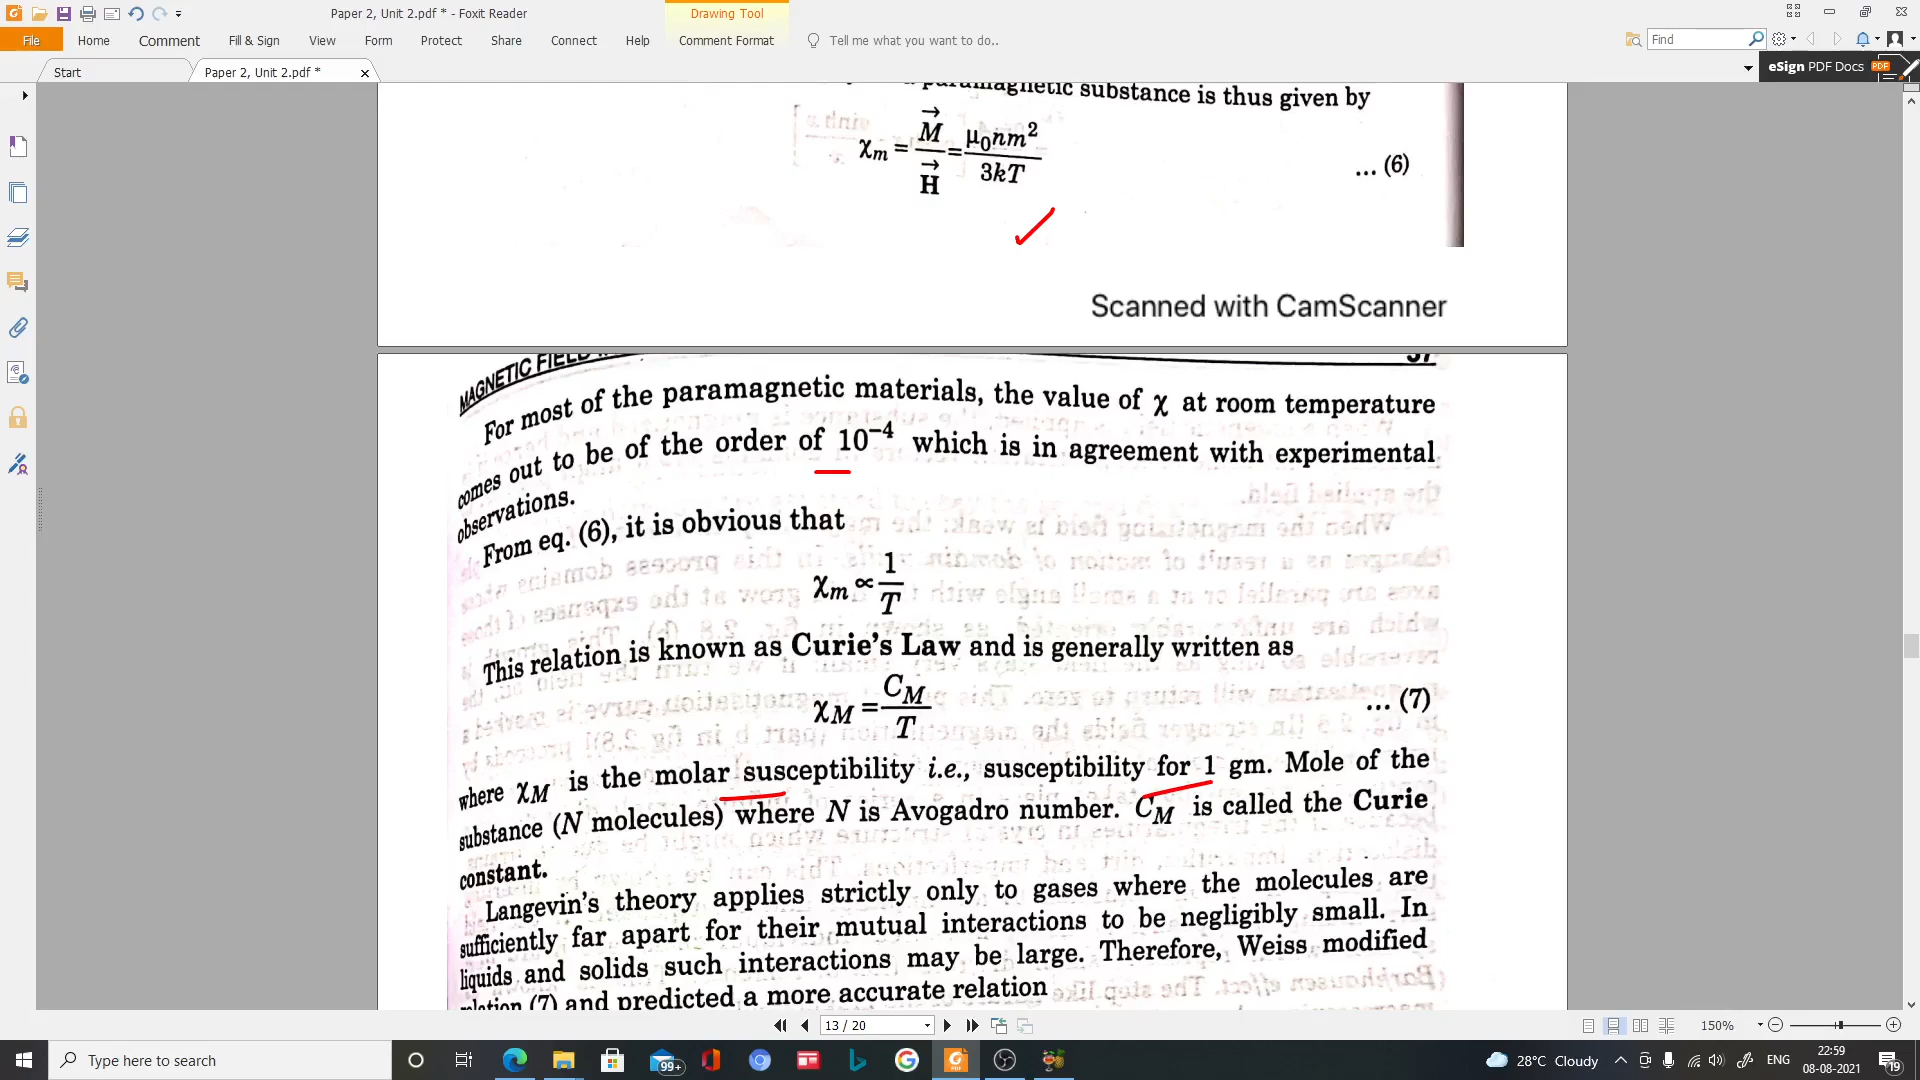 Paper 2, Unit 2.pdf * - Foxit Reader
Drawing Tool
File Home Comment Fill & Sign View Form Protect Share Connect Help Comment Format Tell me what you want to do.. Find
Start Paper 2, Unit 2.pdf * eSign PDF Docs
paramagnetic substance is thus given by
χm = M→ / H→ = μ0nm² / 3kT ... (6)
Scanned with CamScanner
MAGNETIC FIELD 37
For most of the paramagnetic materials, the value of χ at room temperature
comes out to be of the order of 10⁻⁴ which is in agreement with experimental
observations.
From eq. (6), it is obvious that
χm ∝ 1 / T
This relation is known as Curie's Law and is generally written as
χM = CM / T ... (7)
where χM is the molar susceptibility i.e., susceptibility for 1 gm. Mole of the
substance (N molecules) where N is Avogadro number. CM is called the Curie
constant.
Langevin's theory applies strictly only to gases where the molecules are
sufficiently far apart for their mutual interactions to be negligibly small. In
liquids and solids such interactions may be large. Therefore, Weiss modified
relation (7) and predicted a more accurate relation
13 / 20 150%
Type here to search 99+ 28°C Cloudy ENG 22:59
08-08-2021 19